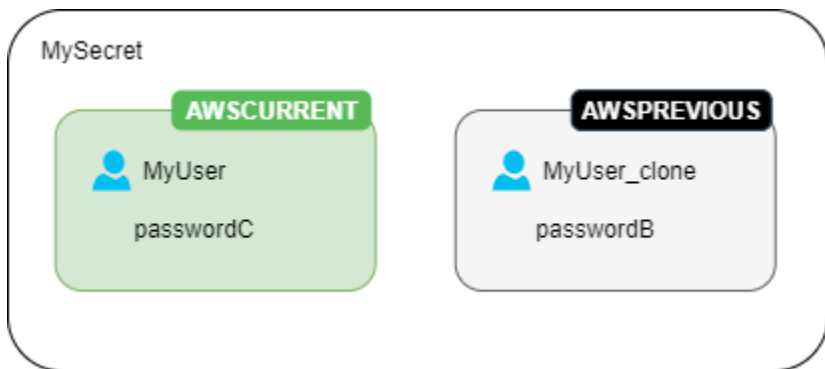 MySecret
AWSCURRENT
MyUser
passwordC
AWSPREVIOUS
MyUser_clone
passwordB